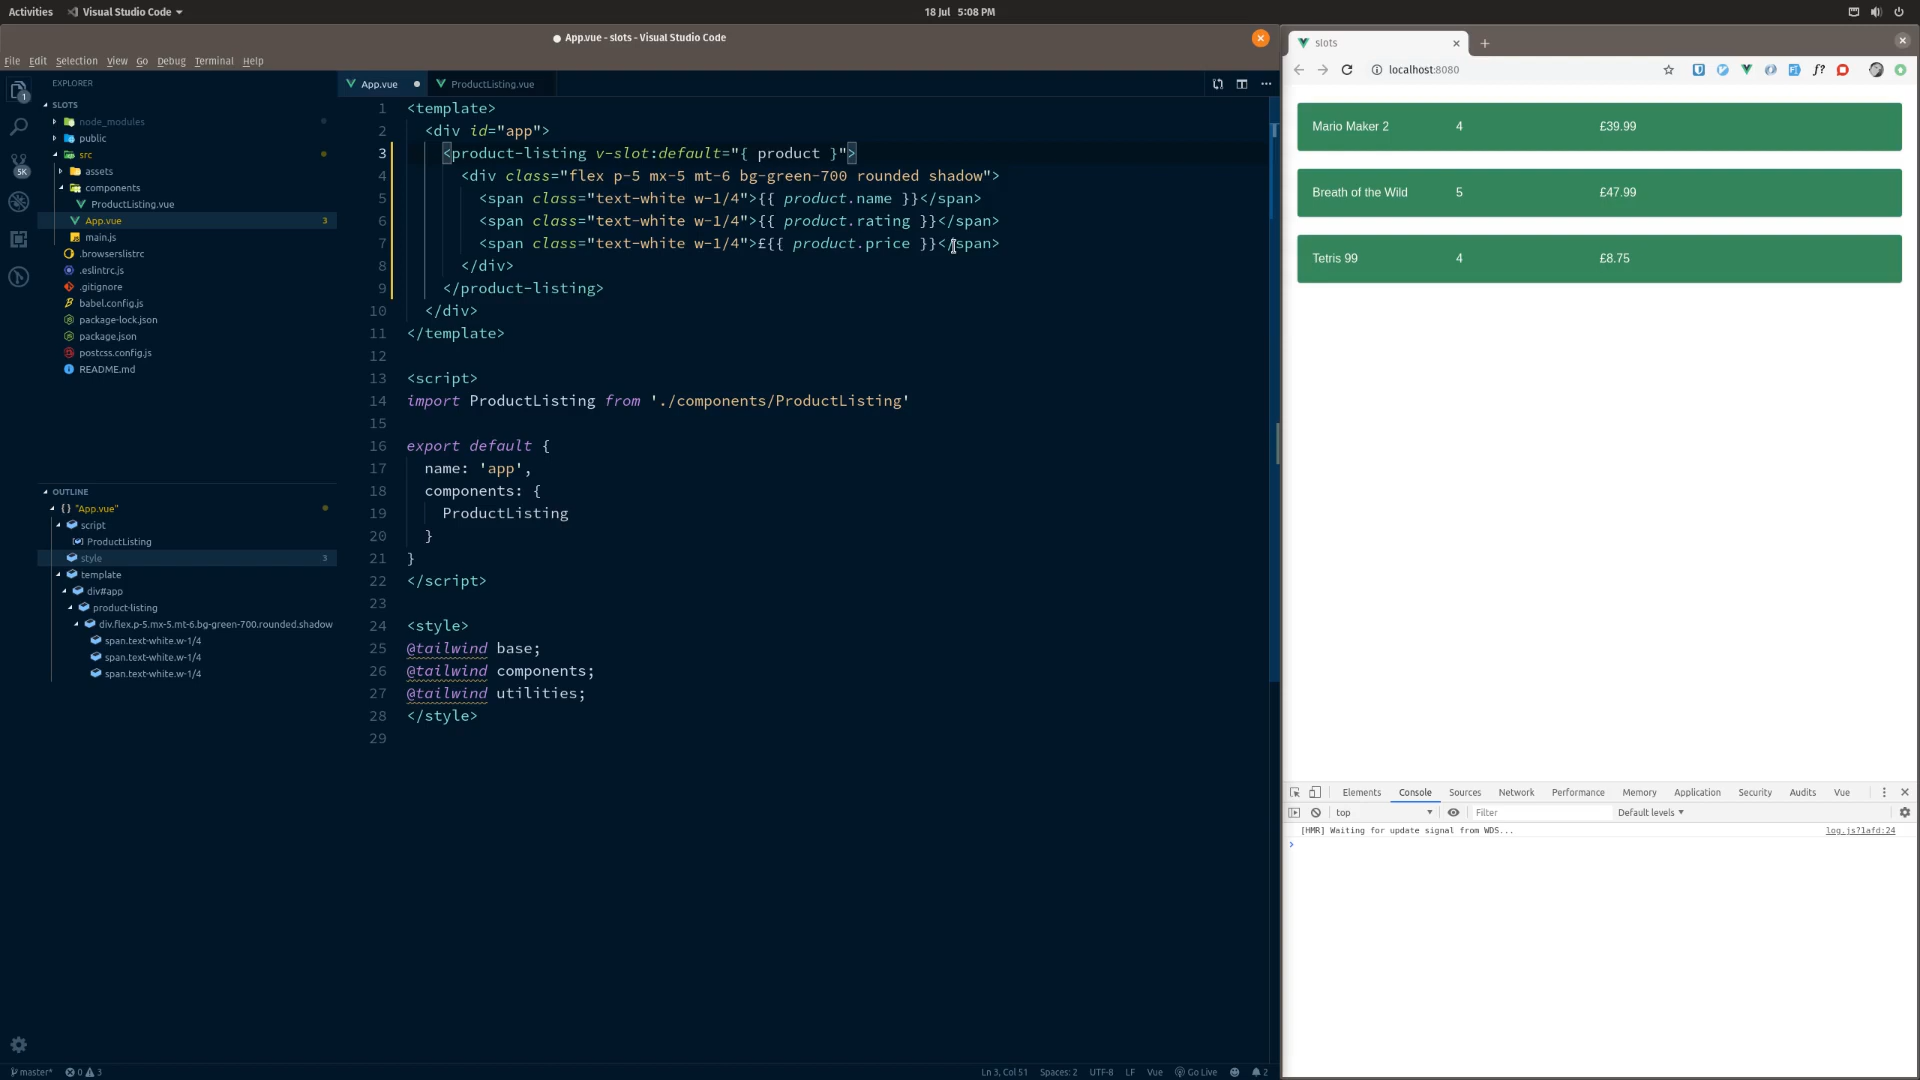 Activities
Visual Studio Code
18 Jul 5:08 PM
App.vue - slots - Visual Studio Code
File Edit Selection View Go Debug Terminal Help
EXPLORER
SLOTS
node_modules
public
src
assets
components
ProductListing.vue
App.vue 3
main.js
.browserslistrc
.eslintrc.js
.gitignore
babel.config.js
package-lock.json
package.json
postcss.config.js
README.md
1
5K
OUTLINE
{ } "App.vue"
script
ProductListing
style 3
template
div#app
product-listing
div.flex.p-5.mx-5.mt-6.bg-green-700.rounded.shadow
span.text-white.w-1/4
span.text-white.w-1/4
span.text-white.w-1/4
App.vue
ProductListing.vue
1 <template>
2 <div id="app">
3 <product-listing v-slot:default="{ product }">
4 <div class="flex p-5 mx-5 mt-6 bg-green-700 rounded shadow">
5 <span class="text-white w-1/4">{{ product.name }}</span>
6 <span class="text-white w-1/4">{{ product.rating }}</span>
7 <span class="text-white w-1/4">£{{ product.price }}</span>
8 </div>
9 </product-listing>
10 </div>
11 </template>
12
13 <script>
14 import ProductListing from './components/ProductListing'
15
16 export default {
17 name: 'app',
18 components: {
19 ProductListing
20 }
21 }
22 </script>
23
24 <style>
25 @tailwind base;
26 @tailwind components;
27 @tailwind utilities;
28 </style>
29
master* 0 3
Ln 3, Col 51 Spaces: 2 UTF-8 LF Vue Go Live 2
slots
localhost:8080
f?
Mario Maker 2 4 £39.99
Breath of the Wild 5 £47.99
Tetris 99 4 £8.75
Elements Console Sources Network Performance Memory Application Security Audits Vue
top Filter Default levels
[HMR] Waiting for update signal from WDS... log.js?1afd:24